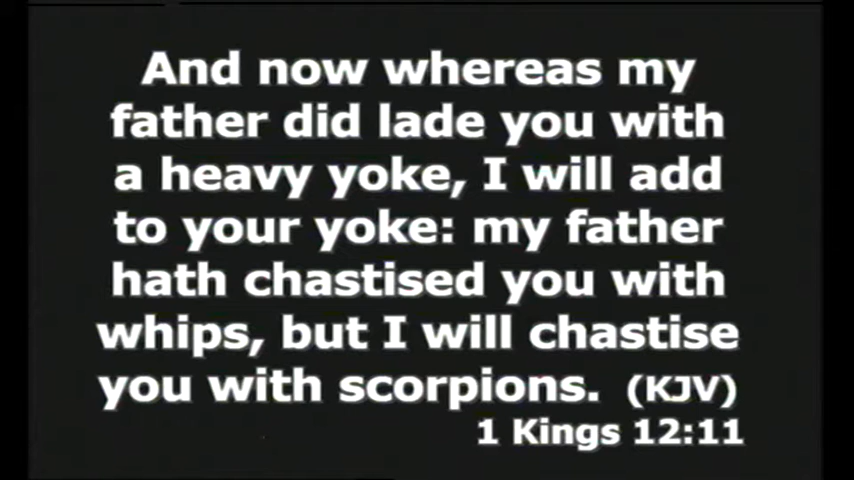 And now whereas my
father did lade you with
a heavy yoke, I will add
to your yoke: my father
hath chastised you with
whips, but I will chastise
you with scorpions. (KJV)
1 Kings 12:11